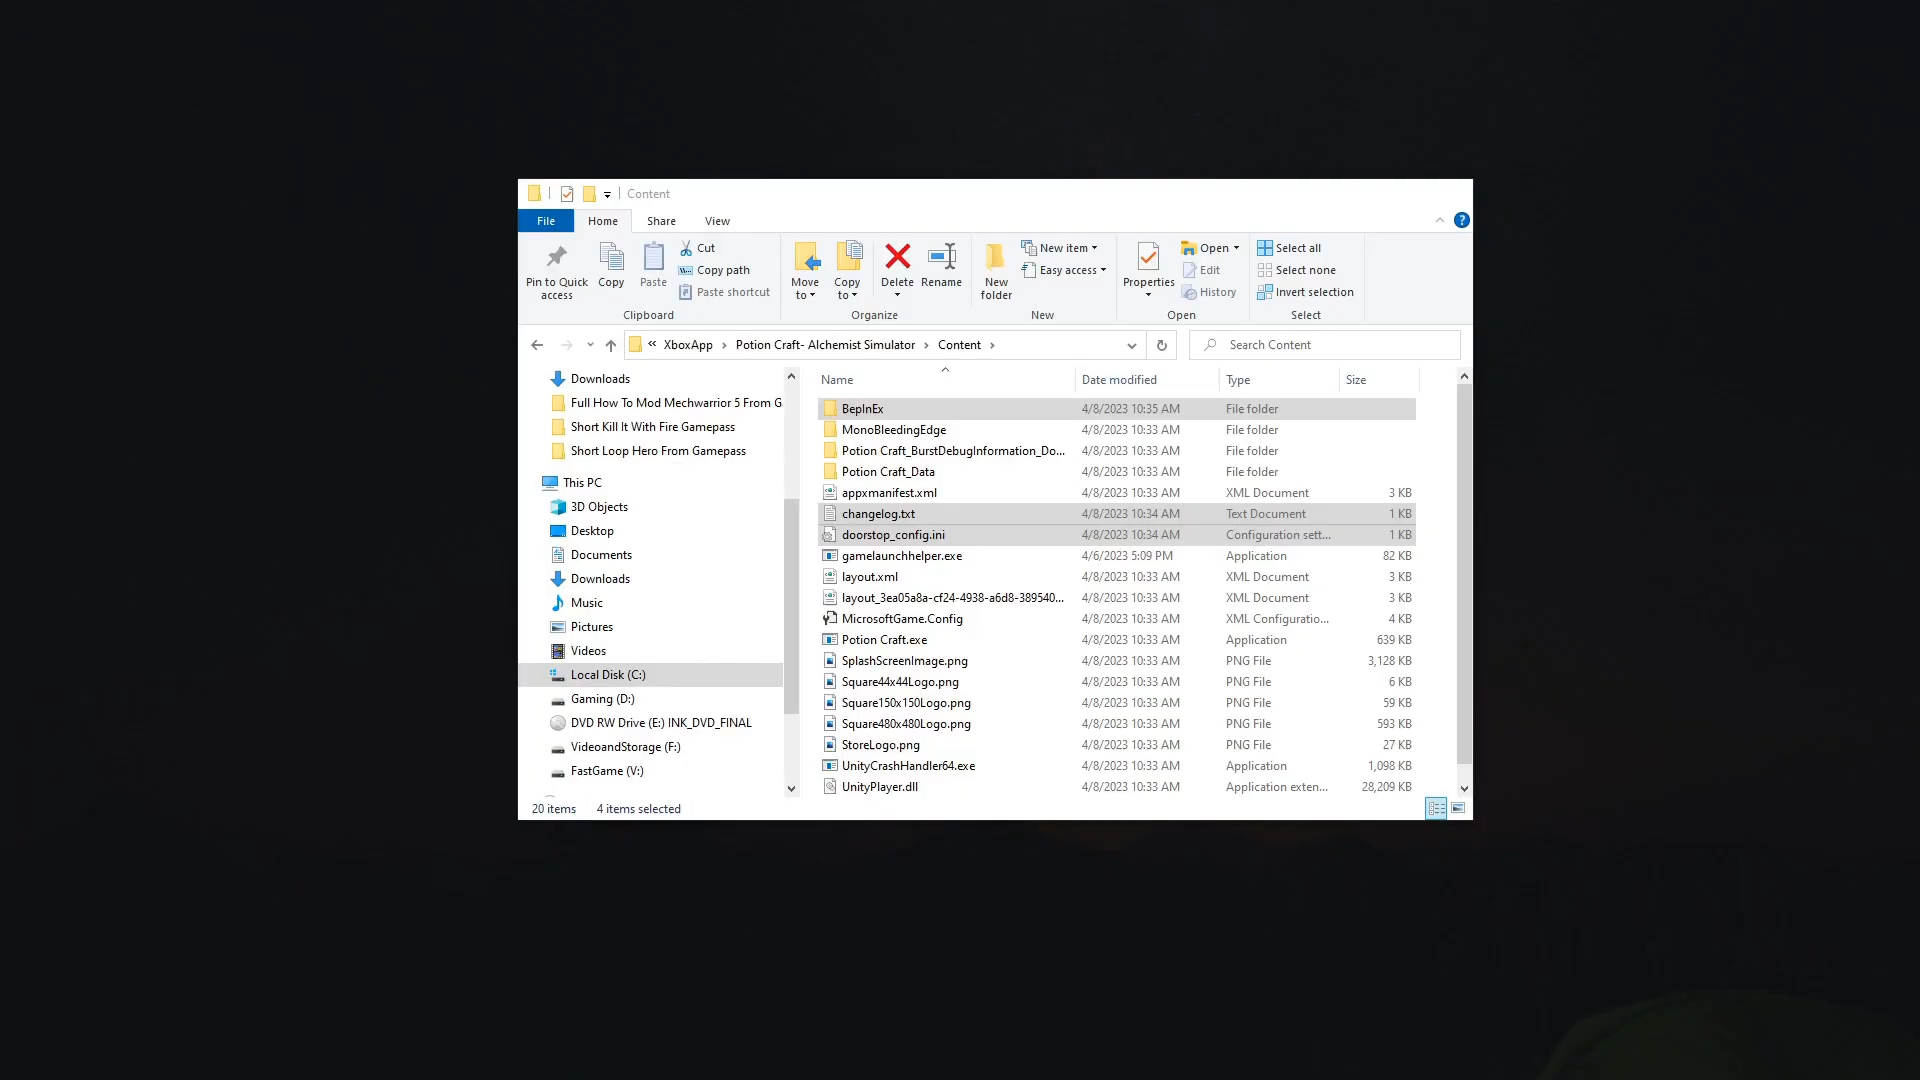 Content
File Home Share View
Pin to Quick access
Copy
Paste
Cut
Copy path
Paste shortcut
Clipboard
Move to
Copy to
Delete
Rename
Organize
New folder
New item
Easy access
New
Properties
Open
Edit
History
Open
Select all
Select none
Invert selection
Select
« XboxApp > Potion Craft- Alchemist Simulator > Content >
Search Content
Downloads
Full How To Mod Mechwarrior 5 From G
Short Kill It With Fire Gamepass
Short Loop Hero From Gamepass
This PC
3D Objects
Desktop
Documents
Downloads
Music
Pictures
Videos
Local Disk (C:)
Gaming (D:)
DVD RW Drive (E:) INK_DVD_FINAL
VideoandStorage (F:)
FastGame (V:)
Name Date modified Type Size
BepInEx 4/8/2023 10:35 AM File folder
MonoBleedingEdge 4/8/2023 10:33 AM File folder
Potion Craft_BurstDebugInformation_Do... 4/8/2023 10:33 AM File folder
Potion Craft_Data 4/8/2023 10:33 AM File folder
appxmanifest.xml 4/8/2023 10:33 AM XML Document 3 KB
changelog.txt 4/8/2023 10:34 AM Text Document 1 KB
doorstop_config.ini 4/8/2023 10:34 AM Configuration sett... 1 KB
gamelaunchhelper.exe 4/6/2023 5:09 PM Application 82 KB
layout.xml 4/8/2023 10:33 AM XML Document 3 KB
layout_3ea05a8a-cf24-4938-a6d8-389540... 4/8/2023 10:33 AM XML Document 3 KB
MicrosoftGame.Config 4/8/2023 10:33 AM XML Configuratio... 4 KB
Potion Craft.exe 4/8/2023 10:33 AM Application 639 KB
SplashScreenImage.png 4/8/2023 10:33 AM PNG File 3,128 KB
Square44x44Logo.png 4/8/2023 10:33 AM PNG File 6 KB
Square150x150Logo.png 4/8/2023 10:33 AM PNG File 59 KB
Square480x480Logo.png 4/8/2023 10:33 AM PNG File 593 KB
StoreLogo.png 4/8/2023 10:33 AM PNG File 27 KB
UnityCrashHandler64.exe 4/8/2023 10:33 AM Application 1,098 KB
UnityPlayer.dll 4/8/2023 10:33 AM Application exten... 28,209 KB
20 items 4 items selected